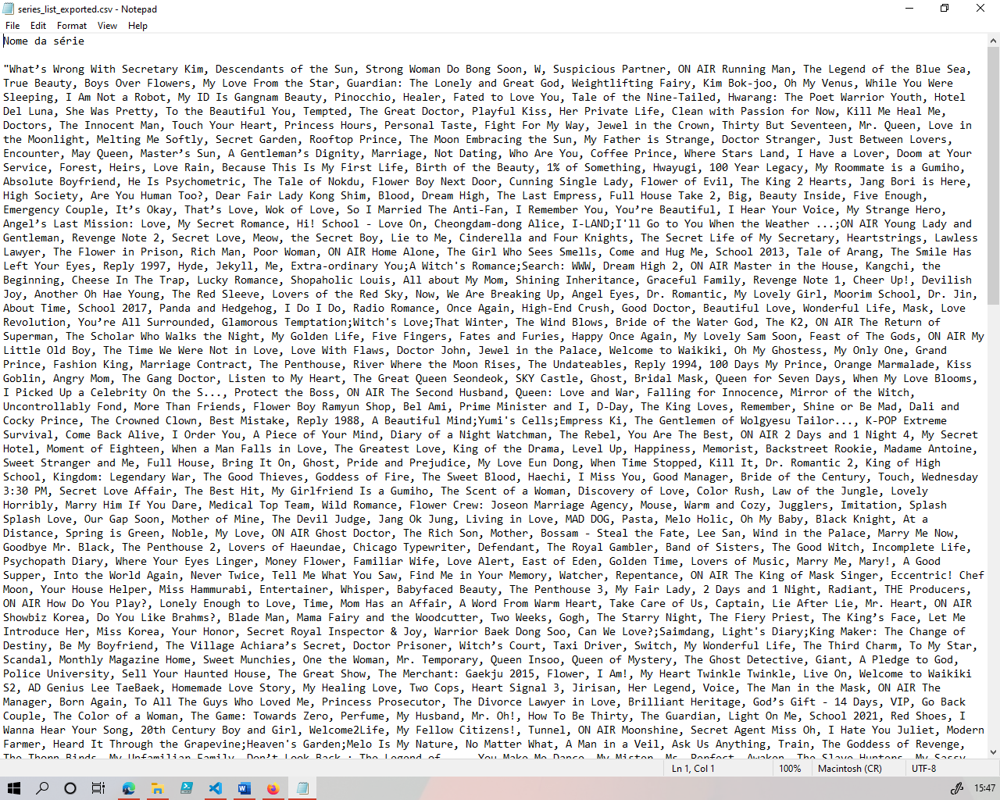 series_list_exported.csv - Notepad
File Edit Format View Help
Nome da série
"What’s Wrong With Secretary Kim, Descendants of the Sun, Strong Woman Do Bong Soon, W, Suspicious Partner, ON AIR Running Man, The Legend of the Blue Sea,
True Beauty, Boys Over Flowers, My Love From the Star, Guardian: The Lonely and Great God, Weightlifting Fairy, Kim Bok-joo, Oh My Venus, While You Were
Sleeping, I Am Not a Robot, My ID Is Gangnam Beauty, Pinocchio, Healer, Fated to Love You, Tale of the Nine-Tailed, Hwarang: The Poet Warrior Youth, Hotel
Del Luna, She Was Pretty, To the Beautiful You, Tempted, The Great Doctor, Playful Kiss, Her Private Life, Clean with Passion for Now, Kill Me Heal Me,
Doctors, The Innocent Man, Touch Your Heart, Princess Hours, Personal Taste, Fight For My Way, Jewel in the Crown, Thirty But Seventeen, Mr. Queen, Love in
the Moonlight, Melting Me Softly, Secret Garden, Rooftop Prince, The Moon Embracing the Sun, My Father is Strange, Doctor Stranger, Just Between Lovers,
Encounter, May Queen, Master’s Sun, A Gentleman’s Dignity, Marriage, Not Dating, Who Are You, Coffee Prince, Where Stars Land, I Have a Lover, Doom at Your
Service, Forest, Heirs, Love Rain, Because This Is My First Life, Birth of the Beauty, 1% of Something, Hwayugi, 100 Year Legacy, My Roommate is a Gumiho,
Absolute Boyfriend, He Is Psychometric, The Tale of Nokdu, Flower Boy Next Door, Cunning Single Lady, Flower of Evil, The King 2 Hearts, Jang Bori is Here,
High Society, Are You Human Too?, Dear Fair Lady Kong Shim, Blood, Dream High, The Last Empress, Full House Take 2, Big, Beauty Inside, Five Enough,
Emergency Couple, It’s Okay, That’s Love, Wok of Love, So I Married The Anti-Fan, I Remember You, You’re Beautiful, I Hear Your Voice, My Strange Hero,
Angel’s Last Mission: Love, My Secret Romance, Hi! School - Love On, Cheongdam-dong Alice, I-LAND;I'll Go to You When the Weather ...;ON AIR Young Lady and
Gentleman, Revenge Note 2, Secret Love, Meow, the Secret Boy, Lie to Me, Cinderella and Four Knights, The Secret Life of My Secretary, Heartstrings, Lawless
Lawyer, The Flower in Prison, Rich Man, Poor Woman, ON AIR Home Alone, The Girl Who Sees Smells, Come and Hug Me, School 2013, Tale of Arang, The Smile Has
Left Your Eyes, Reply 1997, Hyde, Jekyll, Me, Extra-ordinary You;A Witch's Romance;Search: WWW, Dream High 2, ON AIR Master in the House, Kangchi, the
Beginning, Cheese In The Trap, Lucky Romance, Shopaholic Louis, All about My Mom, Shining Inheritance, Graceful Family, Revenge Note 1, Cheer Up!, Devilish
Joy, Another Oh Hae Young, The Red Sleeve, Lovers of the Red Sky, Now, We Are Breaking Up, Angel Eyes, Dr. Romantic, My Lovely Girl, Moorim School, Dr. Jin,
About Time, School 2017, Panda and Hedgehog, I Do I Do, Radio Romance, Once Again, High-End Crush, Good Doctor, Beautiful Love, Wonderful Life, Mask, Love
Revolution, You’re All Surrounded, Glamorous Temptation;Witch's Love;That Winter, The Wind Blows, Bride of the Water God, The K2, ON AIR The Return of
Superman, The Scholar Who Walks the Night, My Golden Life, Five Fingers, Fates and Furies, Happy Once Again, My Lovely Sam Soon, Feast of The Gods, ON AIR My
Little Old Boy, The Time We Were Not in Love, Love With Flaws, Doctor John, Jewel in the Palace, Welcome to Waikiki, Oh My Ghostess, My Only One, Grand
Prince, Fashion King, Marriage Contract, The Penthouse, River Where the Moon Rises, The Undateables, Reply 1994, 100 Days My Prince, Orange Marmalade, Kiss
Goblin, Angry Mom, The Gang Doctor, Listen to My Heart, The Great Queen Seondeok, SKY Castle, Ghost, Bridal Mask, Queen for Seven Days, When My Love Blooms,
I Picked Up a Celebrity On the S..., Protect the Boss, ON AIR The Second Husband, Queen: Love and War, Falling for Innocence, Mirror of the Witch,
Uncontrollably Fond, More Than Friends, Flower Boy Ramyun Shop, Bel Ami, Prime Minister and I, D-Day, The King Loves, Remember, Shine or Be Mad, Dali and
Cocky Prince, The Crowned Clown, Best Mistake, Reply 1988, A Beautiful Mind;Yumi's Cells;Empress Ki, The Gentlemen of Wolgyesu Tailor..., K-POP Extreme
Survival, Come Back Alive, I Order You, A Piece of Your Mind, Diary of a Night Watchman, The Rebel, You Are The Best, ON AIR 2 Days and 1 Night 4, My Secret
Hotel, Moment of Eighteen, When a Man Falls in Love, The Greatest Love, King of the Drama, Level Up, Happiness, Memorist, Backstreet Rookie, Madame Antoine,
Sweet Stranger and Me, Full House, Bring It On, Ghost, Pride and Prejudice, My Love Eun Dong, When Time Stopped, Kill It, Dr. Romantic 2, King of High
School, Kingdom: Legendary War, The Good Thieves, Goddess of Fire, The Sweet Blood, Haechi, I Miss You, Good Manager, Bride of the Century, Touch, Wednesday
3:30 PM, Secret Love Affair, The Best Hit, My Girlfriend Is a Gumiho, The Scent of a Woman, Discovery of Love, Color Rush, Law of the Jungle, Lovely
Horribly, Marry Him If You Dare, Medical Top Team, Wild Romance, Flower Crew: Joseon Marriage Agency, Mouse, Warm and Cozy, Jugglers, Imitation, Splash
Splash Love, Our Gap Soon, Mother of Mine, The Devil Judge, Jang Ok Jung, Living in Love, MAD DOG, Pasta, Melo Holic, Oh My Baby, Black Knight, At a
Distance, Spring is Green, Noble, My Love, ON AIR Ghost Doctor, The Rich Son, Mother, Bossam - Steal the Fate, Lee San, Wind in the Palace, Marry Me Now,
Goodbye Mr. Black, The Penthouse 2, Lovers of Haeundae, Chicago Typewriter, Defendant, The Royal Gambler, Band of Sisters, The Good Witch, Incomplete Life,
Psychopath Diary, Where Your Eyes Linger, Money Flower, Familiar Wife, Love Alert, East of Eden, Golden Time, Lovers of Music, Marry Me, Mary!, A Good
Supper, Into the World Again, Never Twice, Tell Me What You Saw, Find Me in Your Memory, Watcher, Repentance, ON AIR The King of Mask Singer, Eccentric! Chef
Moon, Your House Helper, Miss Hammurabi, Entertainer, Whisper, Babyfaced Beauty, The Penthouse 3, My Fair Lady, 2 Days and 1 Night, Radiant, THE Producers,
ON AIR How Do You Play?, Lonely Enough to Love, Time, Mom Has an Affair, A Word From Warm Heart, Take Care of Us, Captain, Lie After Lie, Mr. Heart, ON AIR
Showbiz Korea, Do You Like Brahms?, Blade Man, Mama Fairy and the Woodcutter, Two Weeks, Gogh, The Starry Night, The Fiery Priest, The King’s Face, Let Me
Introduce Her, Miss Korea, Your Honor, Secret Royal Inspector & Joy, Warrior Baek Dong Soo, Can We Love?;Saimdang, Light's Diary;King Maker: The Change of
Destiny, Be My Boyfriend, The Village Achiara’s Secret, Doctor Prisoner, Witch’s Court, Taxi Driver, Switch, My Wonderful Life, The Third Charm, To My Star,
Scandal, Monthly Magazine Home, Sweet Munchies, One the Woman, Mr. Temporary, Queen Insoo, Queen of Mystery, The Ghost Detective, Giant, A Pledge to God,
Police University, Sell Your Haunted House, The Great Show, The Merchant: Gaekju 2015, Flower, I Am!, My Heart Twinkle Twinkle, Live On, Welcome to Waikiki
S2, AD Genius Lee TaeBaek, Homemade Love Story, My Healing Love, Two Cops, Heart Signal 3, Jirisan, Her Legend, Voice, The Man in the Mask, ON AIR The
Manager, Born Again, To All The Guys Who Loved Me, Princess Prosecutor, The Divorce Lawyer in Love, Brilliant Heritage, God’s Gift - 14 Days, VIP, Go Back
Couple, The Color of a Woman, The Game: Towards Zero, Perfume, My Husband, Mr. Oh!, How To Be Thirty, The Guardian, Light On Me, School 2021, Red Shoes, I
Wanna Hear Your Song, 20th Century Boy and Girl, Welcome2Life, My Fellow Citizens!, Tunnel, ON AIR Moonshine, Secret Agent Miss Oh, I Hate You Juliet, Modern
Farmer, Heard It Through the Grapevine;Heaven's Garden;Melo Is My Nature, No Matter What, A Man in a Veil, Ask Us Anything, Train, The Goddess of Revenge,
The Thorn Birds, My Unfamilian Family, Don’t Look Back : The Legend of ..., You Make Me Dance, My Mister, Ms. Perfect, Awaken, The Slave Hunters, My Sassy
Ln 1, Col 1 100% Macintosh (CR) UTF-8
15:47